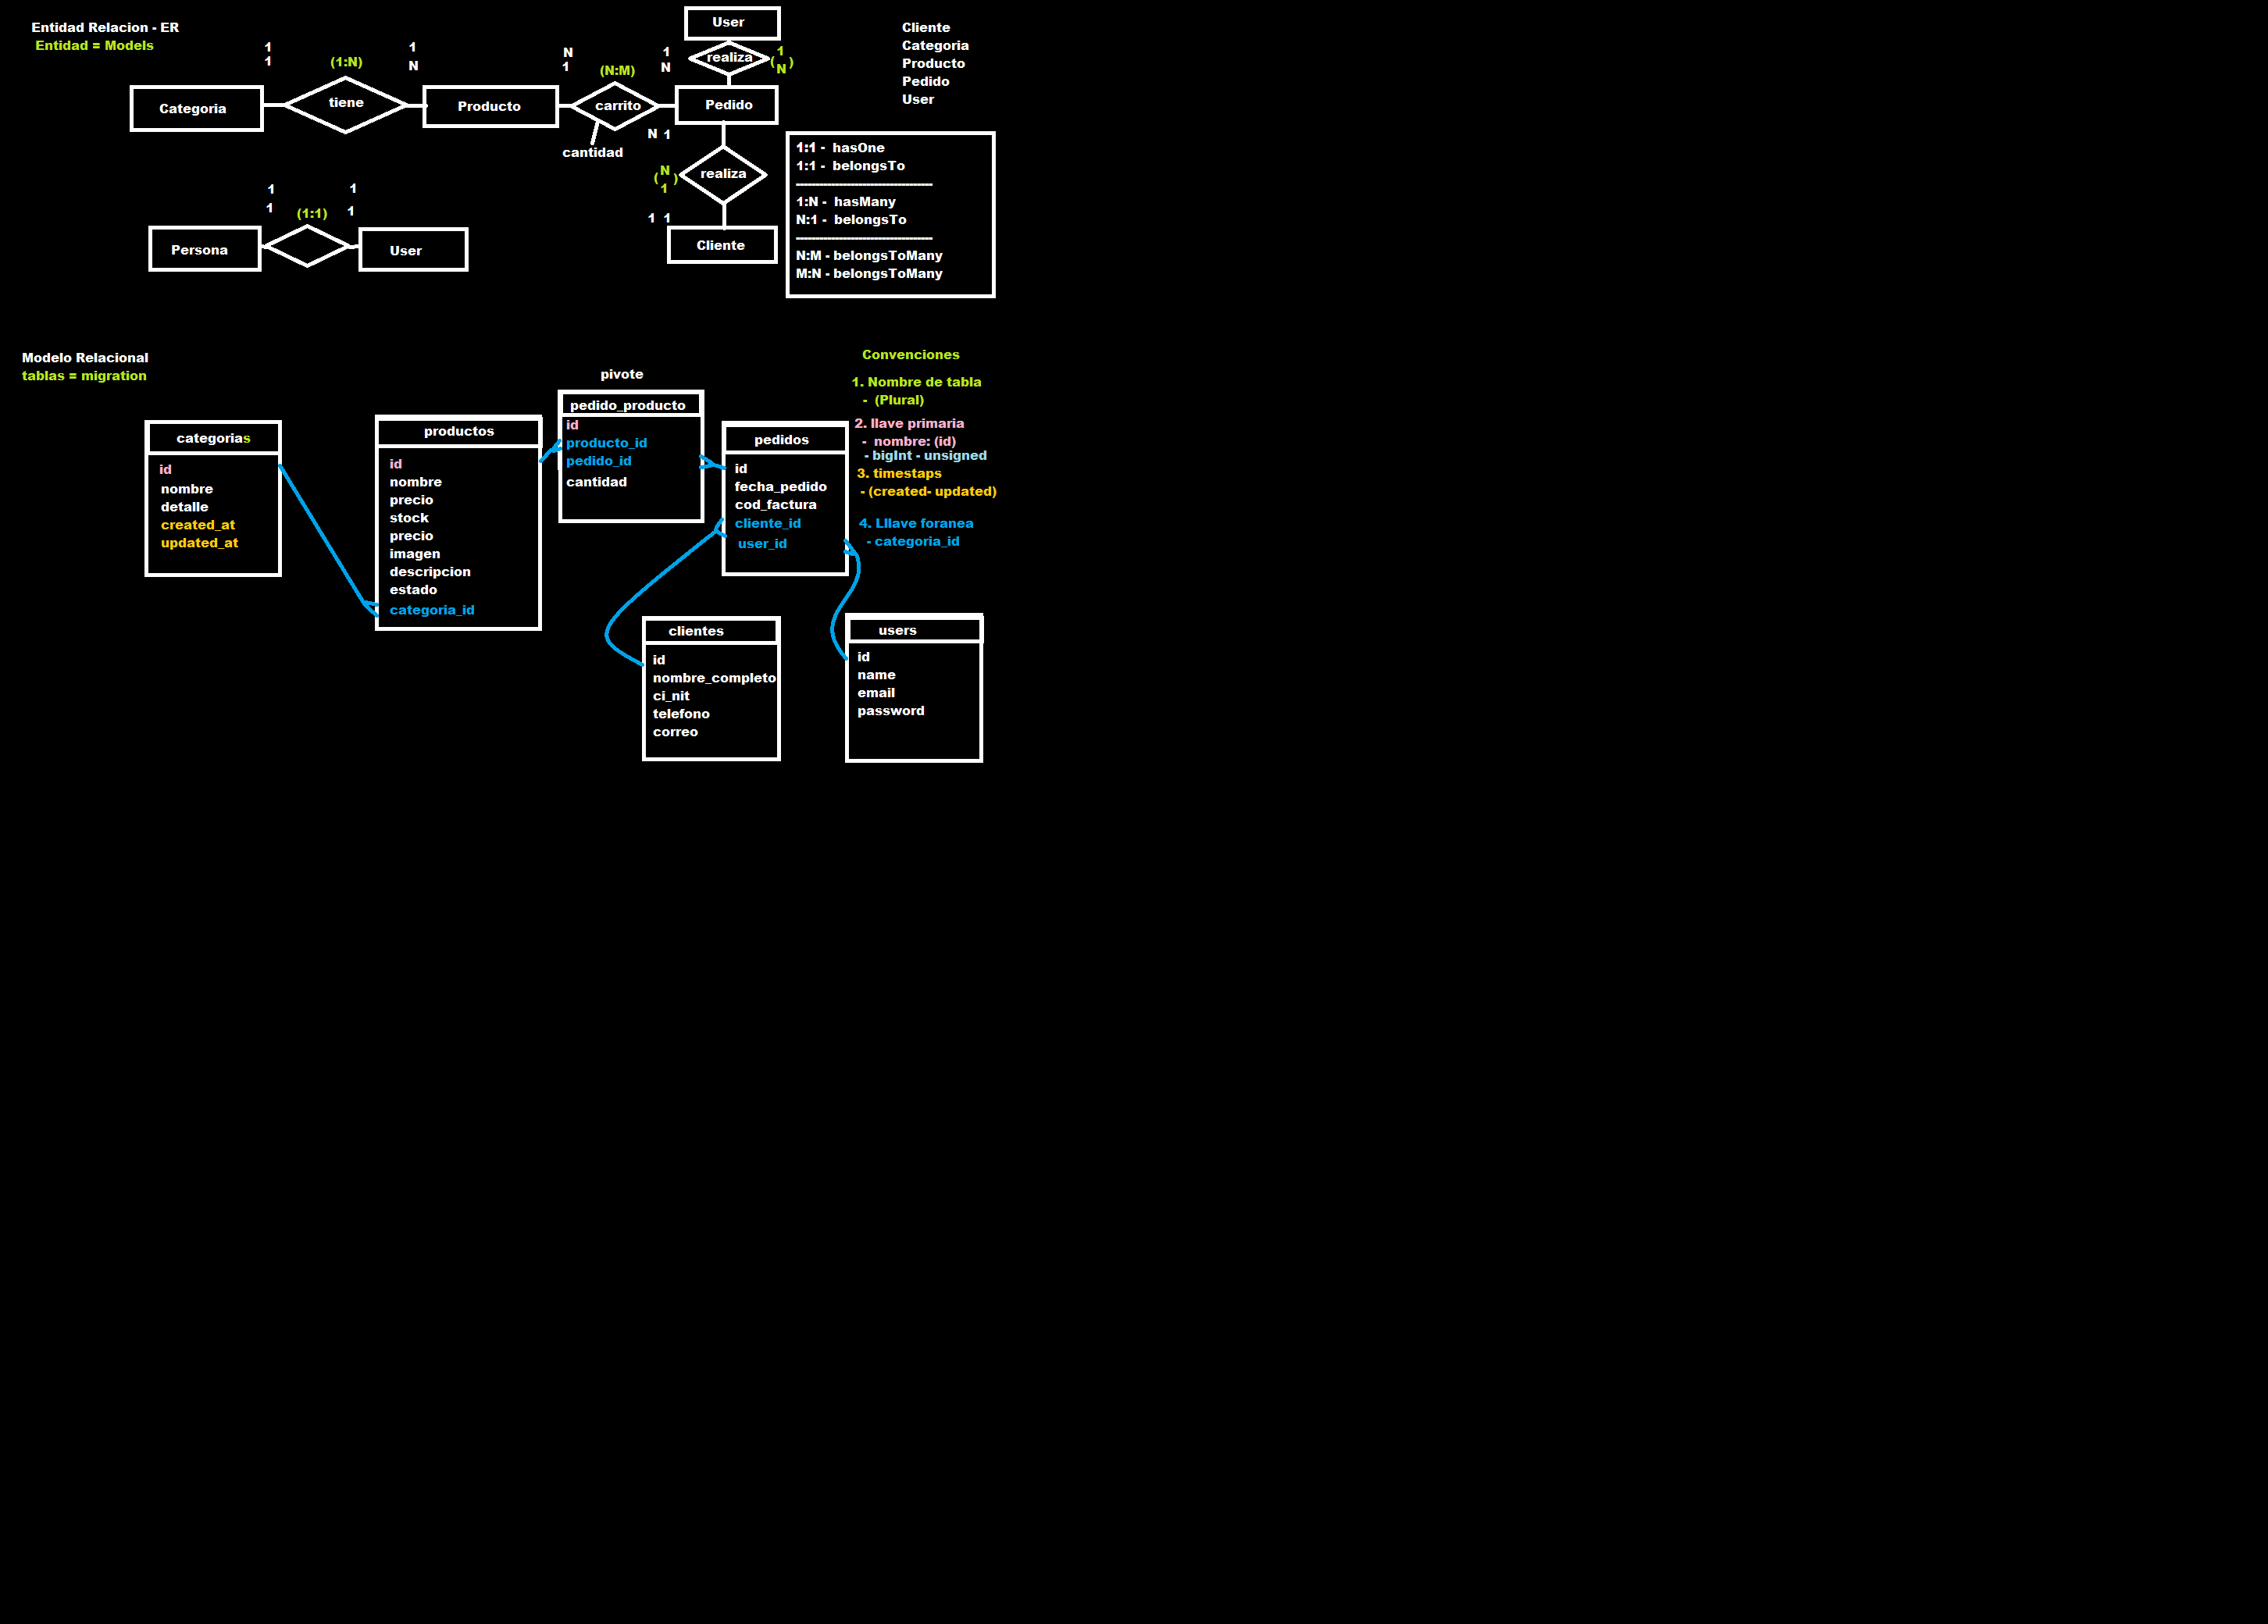 Entidad Relacion - ER
Entidad = Models
1
1
(1:N)
1
N
Categoria
tiene
Producto
N
1
(N:M)
1
N
carrito
cantidad
User
realiza
(1
N)
Pedido
N 1
(N
1)
realiza
1 1
Cliente
Cliente
Categoria
Producto
Pedido
User
1:1 - hasOne
1:1 - belongsTo
-----------------------------------
1:N - hasMany
N:1 - belongsTo
-----------------------------------
N:M - belongsToMany
M:N - belongsToMany
1
1
(1:1)
1
1
Persona
User
Modelo Relacional
tablas = migration
categorias
id
nombre
detalle
created_at
updated_at
productos
id
nombre
precio
stock
precio
imagen
descripcion
estado
categoria_id
pivote
pedido_producto
id
producto_id
pedido_id
cantidad
pedidos
id
fecha_pedido
cod_factura
cliente_id
user_id
clientes
id
nombre_completo
ci_nit
telefono
correo
users
id
name
email
password
Convenciones
1. Nombre de tabla
- (Plural)
2. llave primaria
- nombre: (id)
- bigInt - unsigned
3. timestaps
- (created- updated)
4. Lllave foranea
- categoria_id